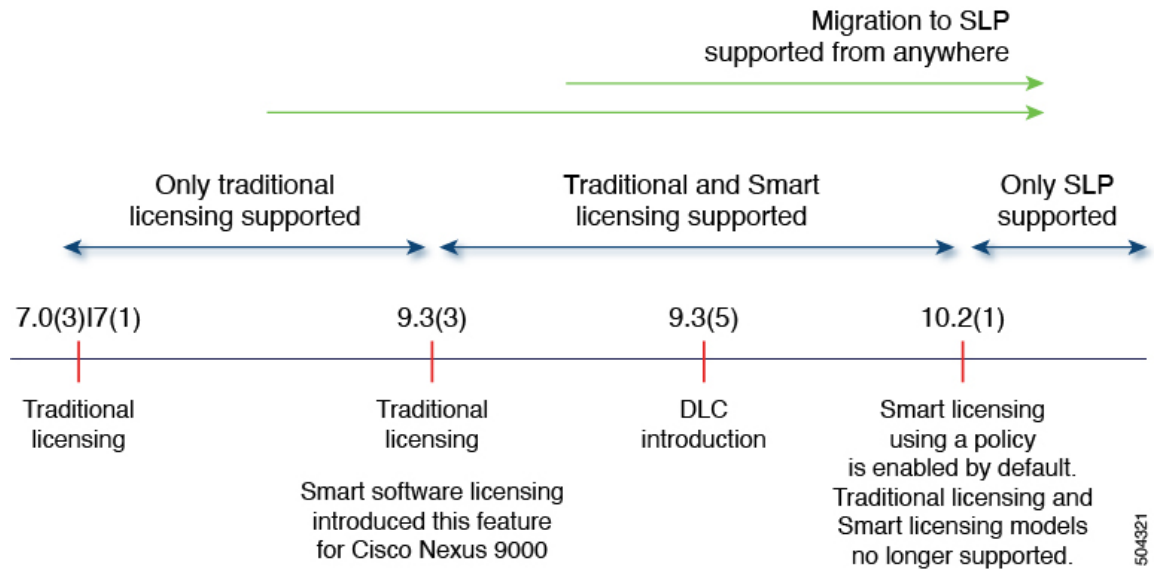 Migration to SLP
supported from anywhere
Only traditional
licensing supported
Traditional and Smart
licensing supported
Only SLP
supported
7.0(3)I7(1)
9.3(3)
9.3(5)
10.2(1)
Traditional
licensing
Traditional
licensing
Smart software licensing
introduced this feature
for Cisco Nexus 9000
DLC
introduction
Smart licensing
using a policy
is enabled by default.
Traditional licensing and
Smart licensing models
no longer supported.
504321